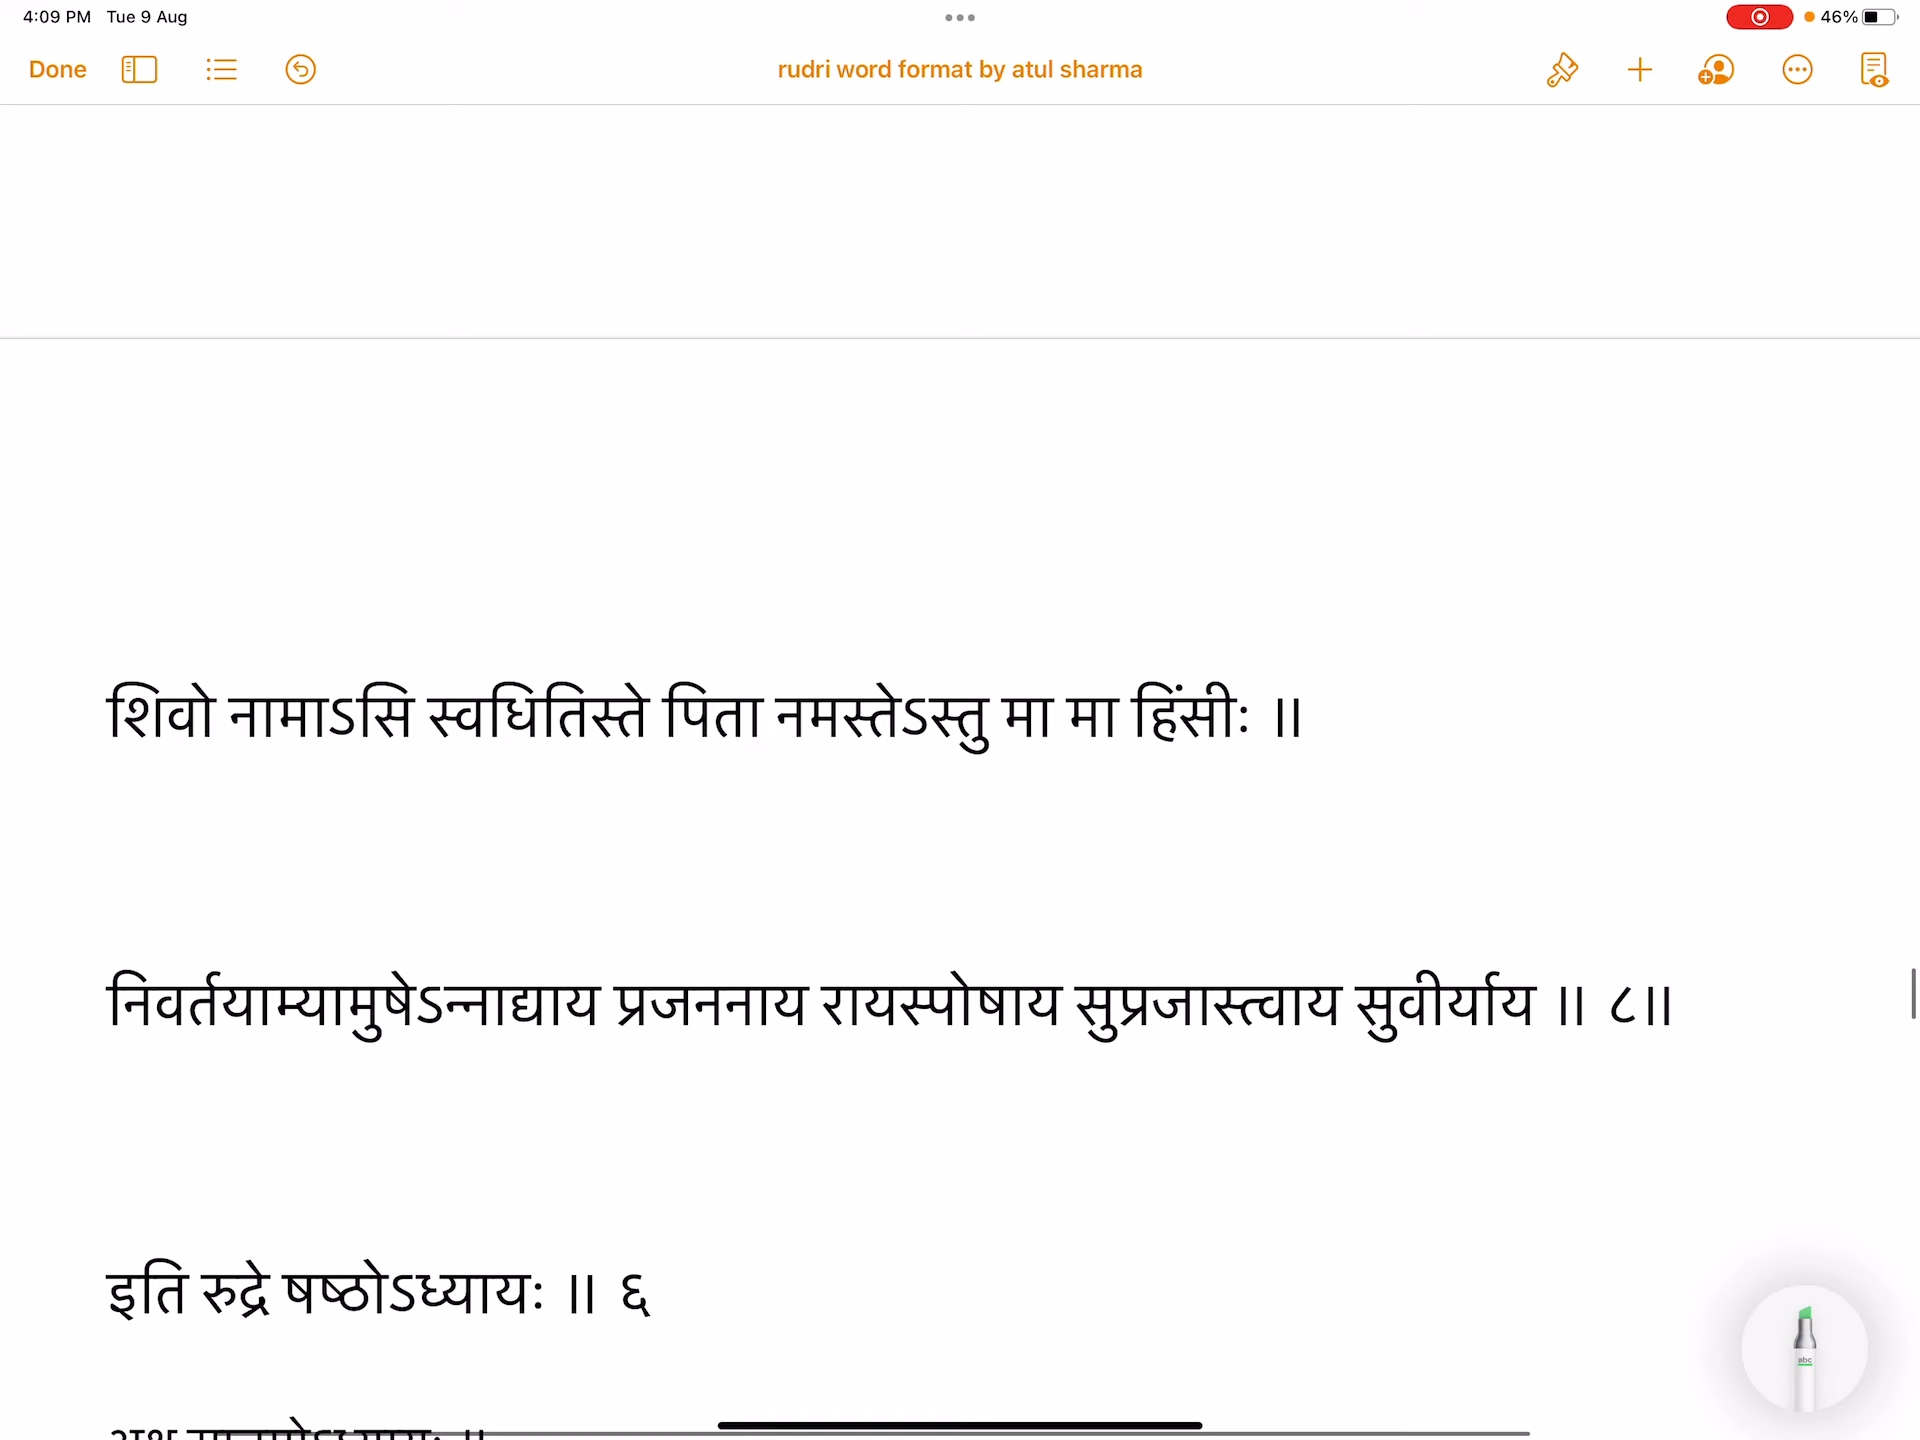 4:09 PM Tue 9 Aug 46%
Done rudri word format by atul sharma
शिवो नामाऽसि स्वधितिस्ते पिता नमस्तेऽस्तु मा मा हिंसीः ॥
निवर्तयाम्यामुषेऽन्नाद्याय प्रजननाय रायस्पोषाय सुप्रजास्त्वाय सुवीर्याय ॥ ८॥
इति रुद्रे षष्ठोऽध्यायः ॥ ६
abc